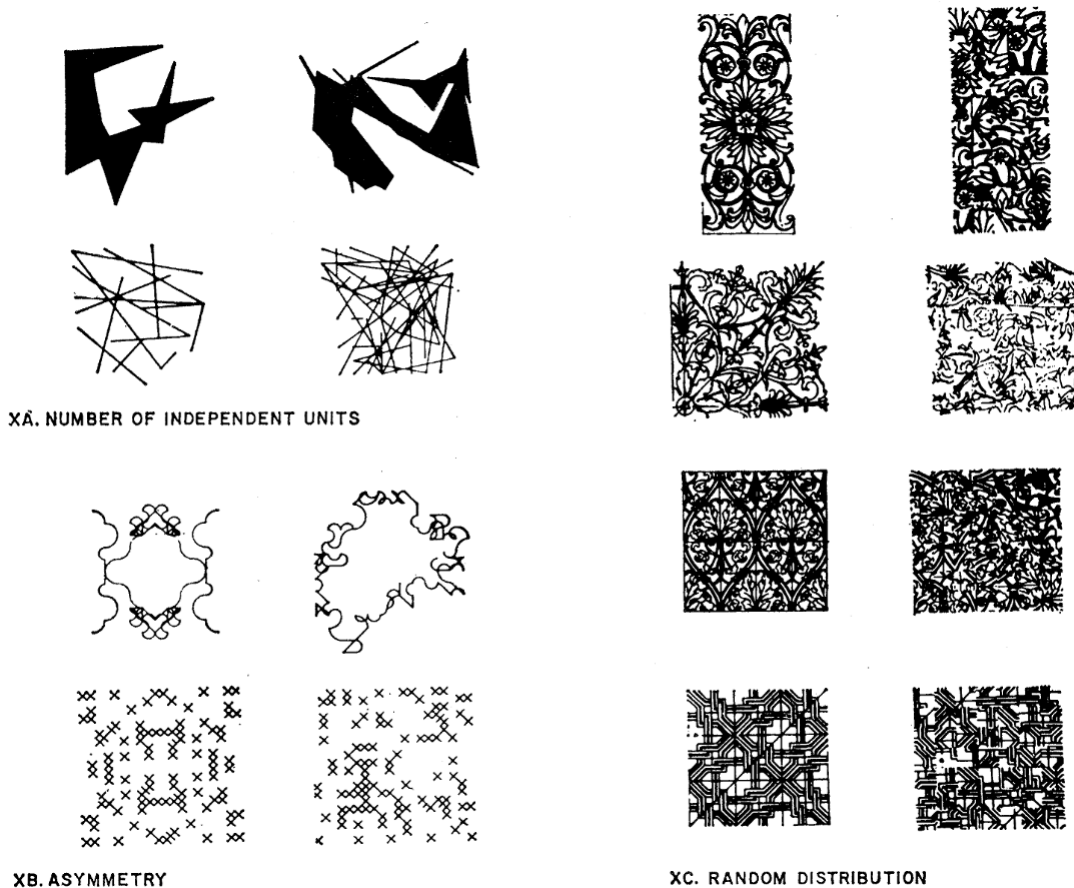 XA. NUMBER OF INDEPENDENT UNITS
XB. ASYMMETRY
XC. RANDOM DISTRIBUTION